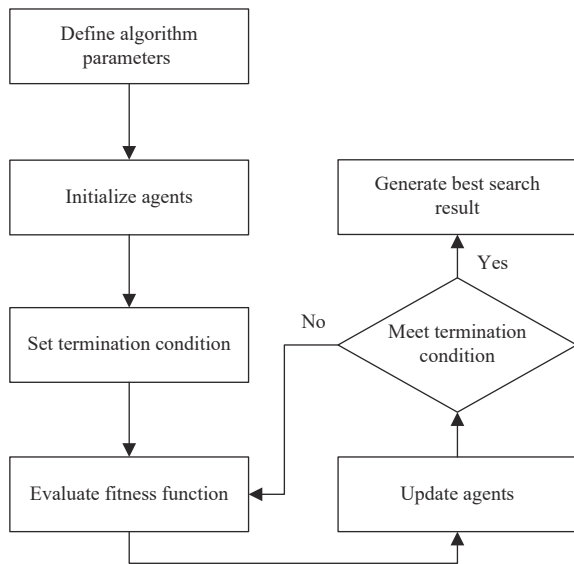 Define algorithm
parameters
Initialize agents
Set termination condition
Evaluate fitness function
Update agents
Meet termination
condition
No
Yes
Generate best search
result